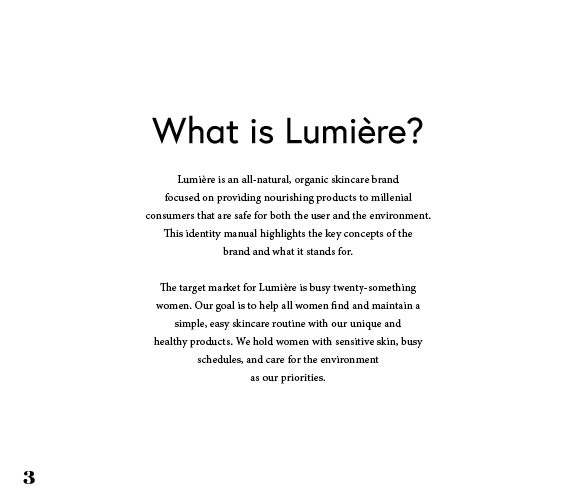 What is Lumière?
Lumière is an all-natural, organic skincare brand
focused on providing nourishing products to millenial
consumers that are safe for both the user and the environment.
This identity manual highlights the key concepts of the
brand and what it stands for.
The target market for Lumière is busy twenty-something
women. Our goal is to help all women find and maintain a
simple, easy skincare routine with our unique and
healthy products. We hold women with sensitive skin, busy
schedules, and care for the environment
as our priorities.
3